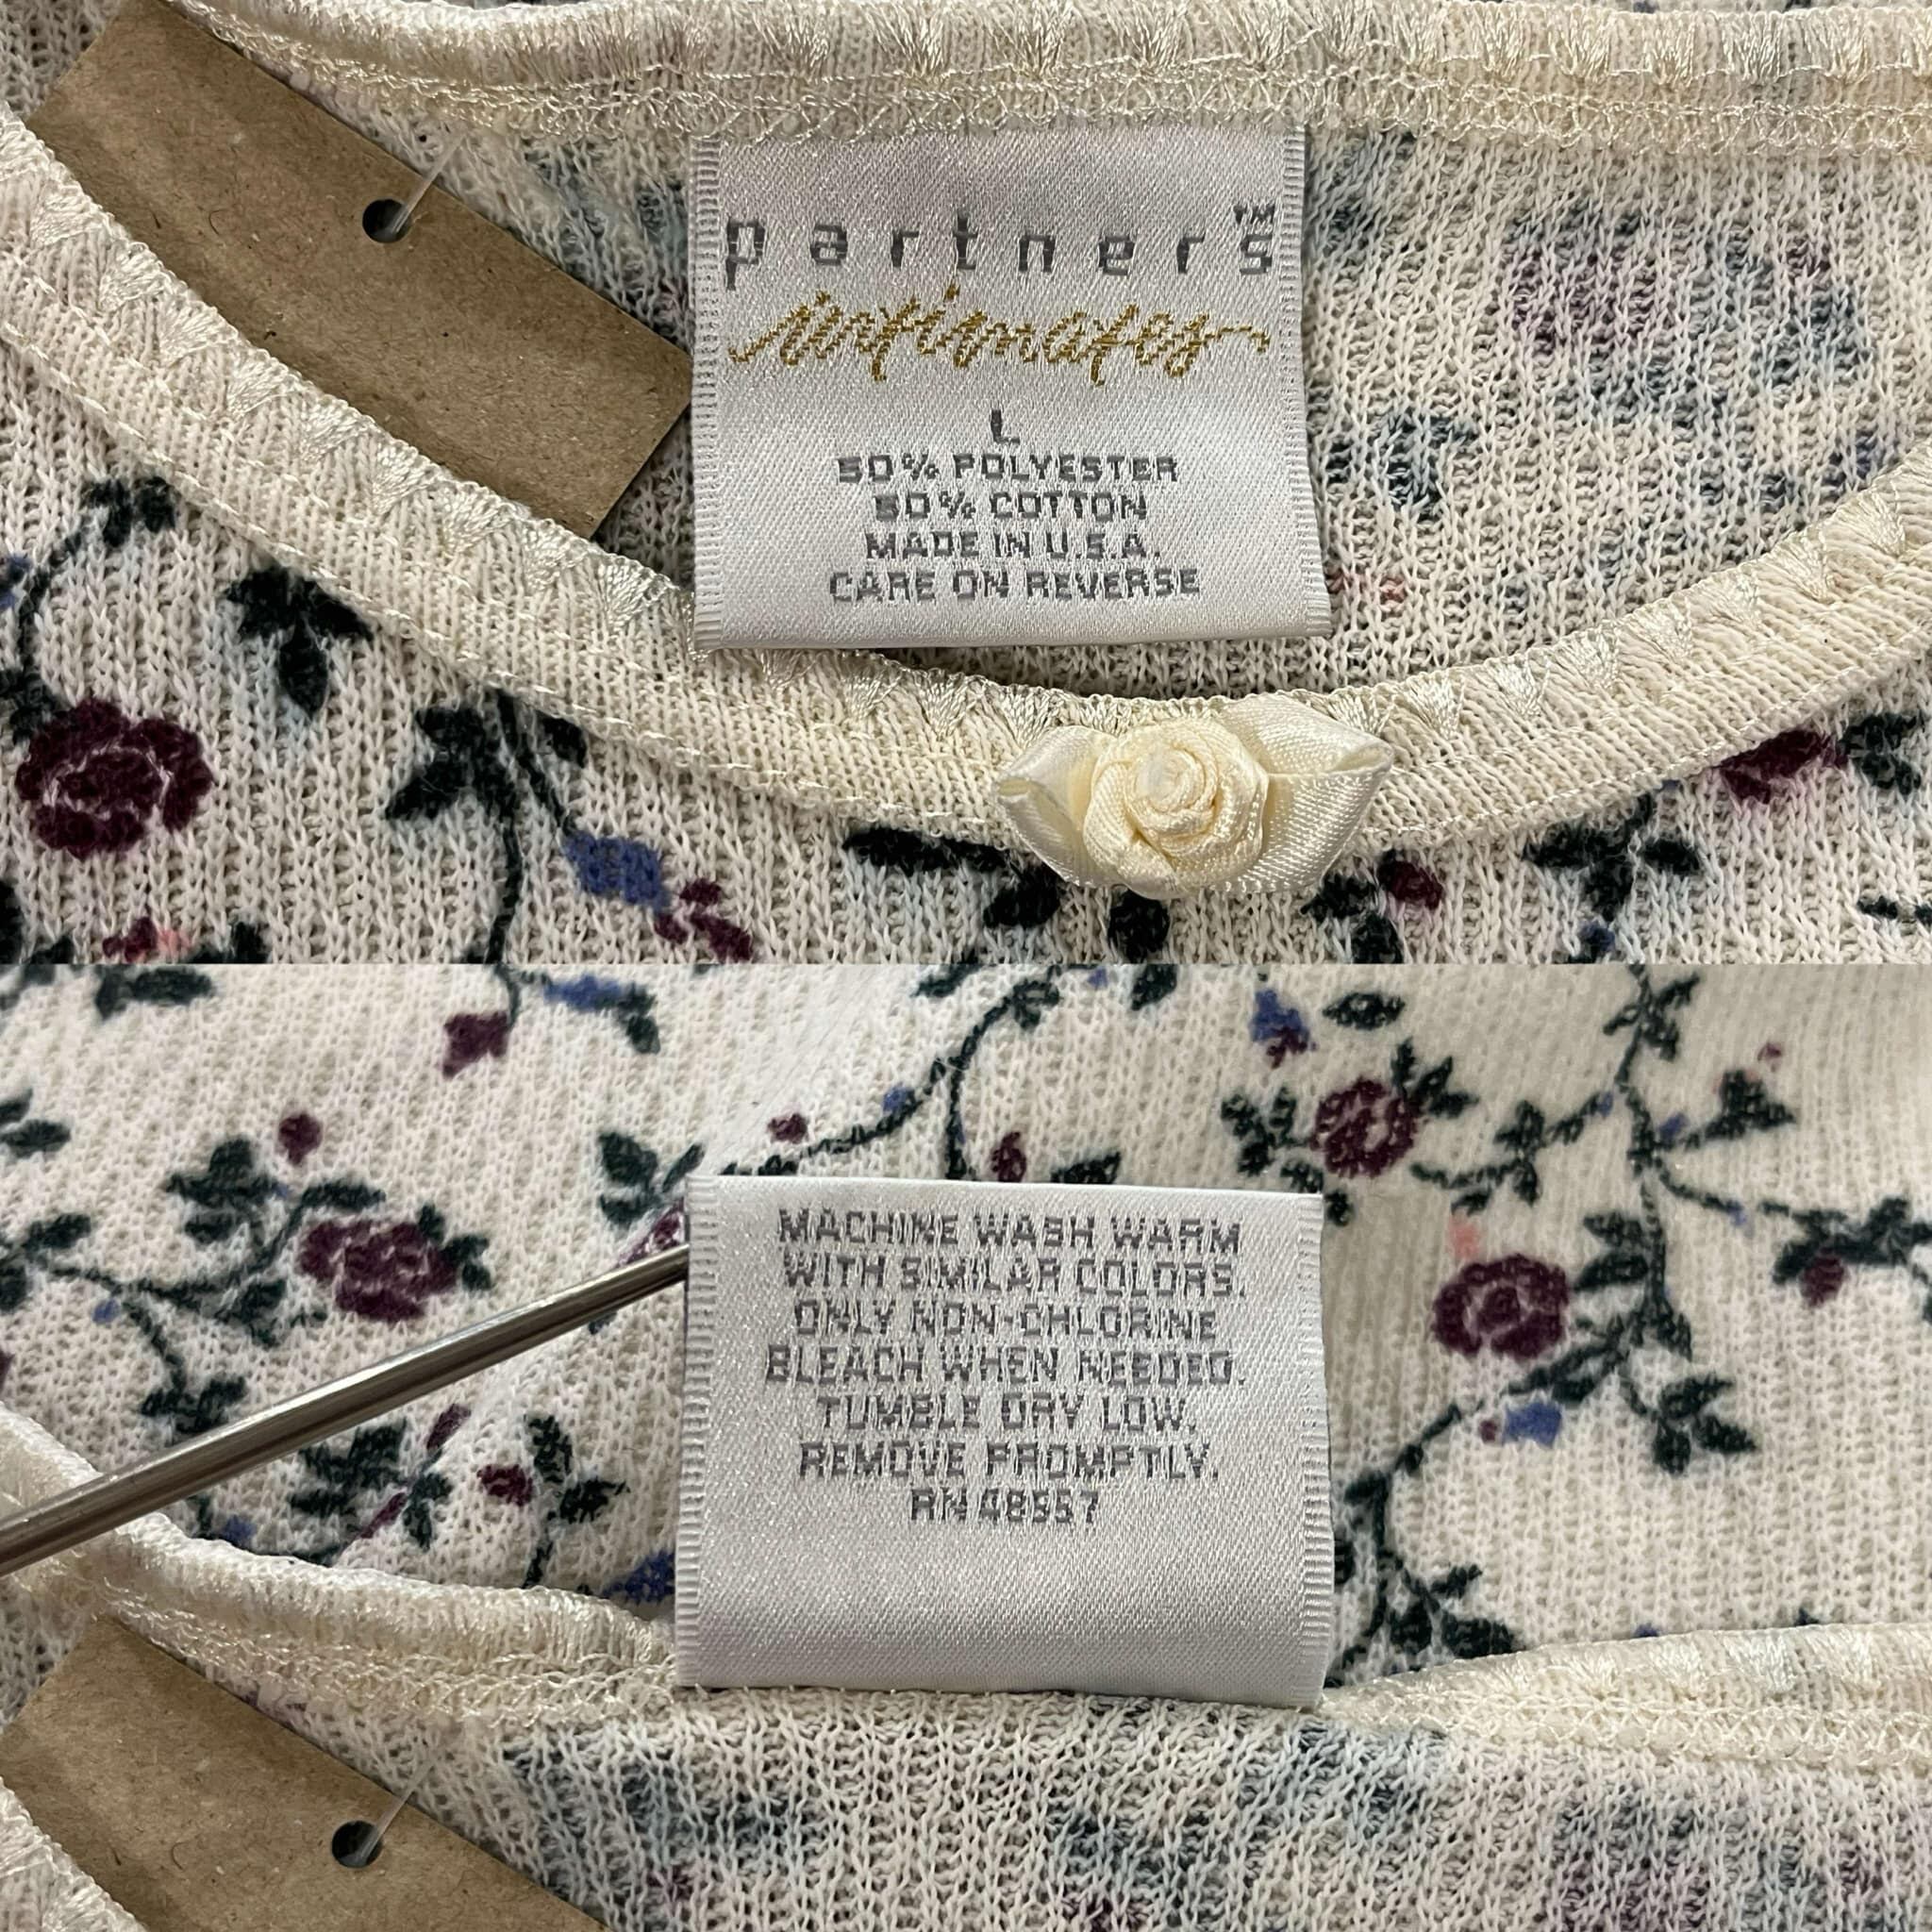 partners™
intimates
L
50% POLYESTER
50% COTTON
MADE IN U.S.A.
CARE ON REVERSE
MACHINE WASH WARM
WITH SIMILAR COLORS.
ONLY NON-CHLORINE
BLEACH WHEN NEEDED.
TUMBLE DRY LOW.
REMOVE PROMPTLY.
RN 48557